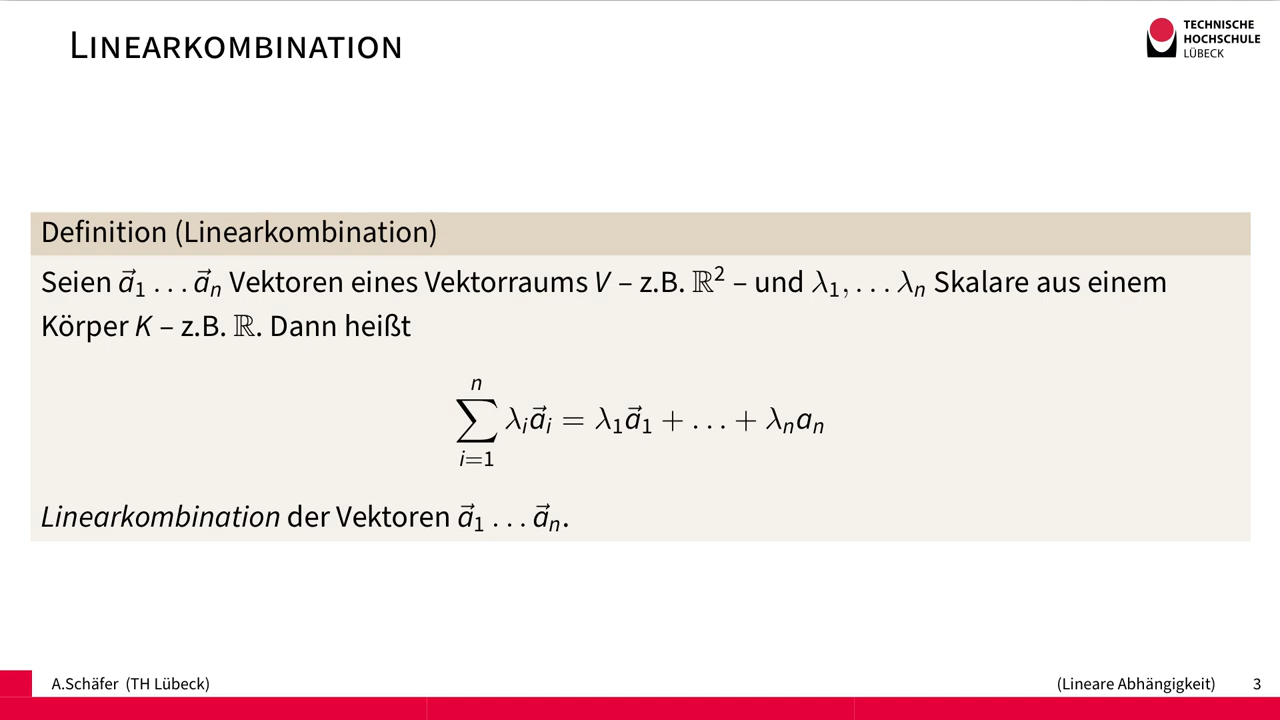 LINEARKOMBINATION
TECHNISCHE
HOCHSCHULE
LÜBECK
Definition (Linearkombination)
Seien a⃗₁ … a⃗ₙ Vektoren eines Vektorraums V – z.B. ℝ² – und λ₁, … λₙ Skalare aus einem
Körper K – z.B. ℝ. Dann heißt
∑ᵢ₌₁ⁿ λᵢa⃗ᵢ = λ₁a⃗₁ + … + λₙaₙ
Linearkombination der Vektoren a⃗₁ … a⃗ₙ.
A.Schäfer (TH Lübeck)
(Lineare Abhängigkeit) 3